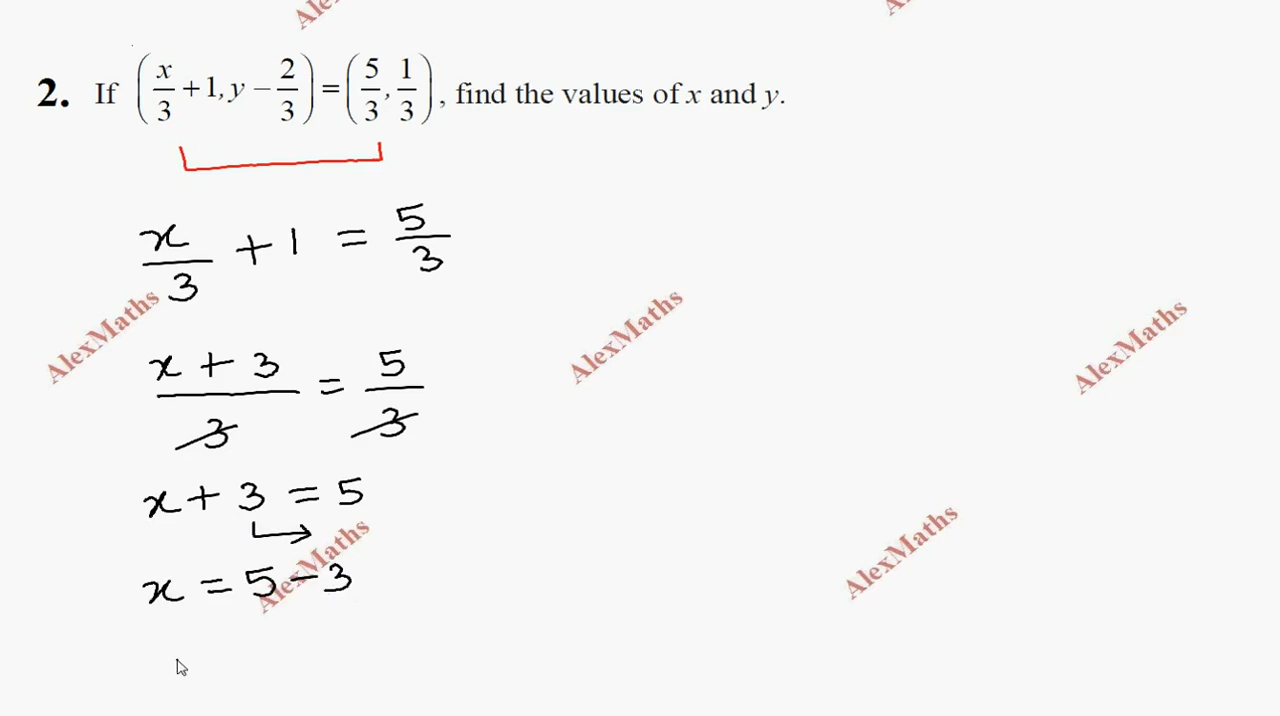 2. If (x/3 + 1, y − 2/3) = (5/3, 1/3), find the values of x and y.
x/3 + 1 = 5/3
AlexMaths
AlexMaths
AlexMaths
(x + 3)/3 = 5/3
x + 3 = 5
AlexMaths
AlexMaths
x = 5 − 3